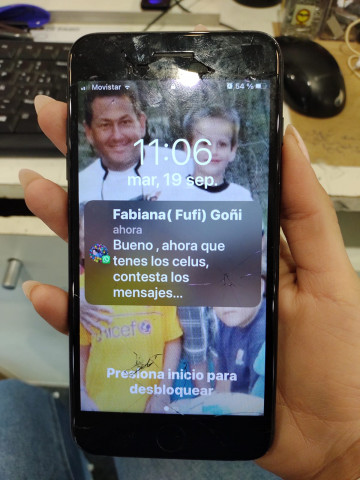 Movistar
54 %
11:06
mar, 19 sep.
Fabiana( Fufi) Goñi
ahora
Bueno , ahora que
tenes los celus,
contesta los
mensajes...
unicef
Presiona inicio para
desbloquear